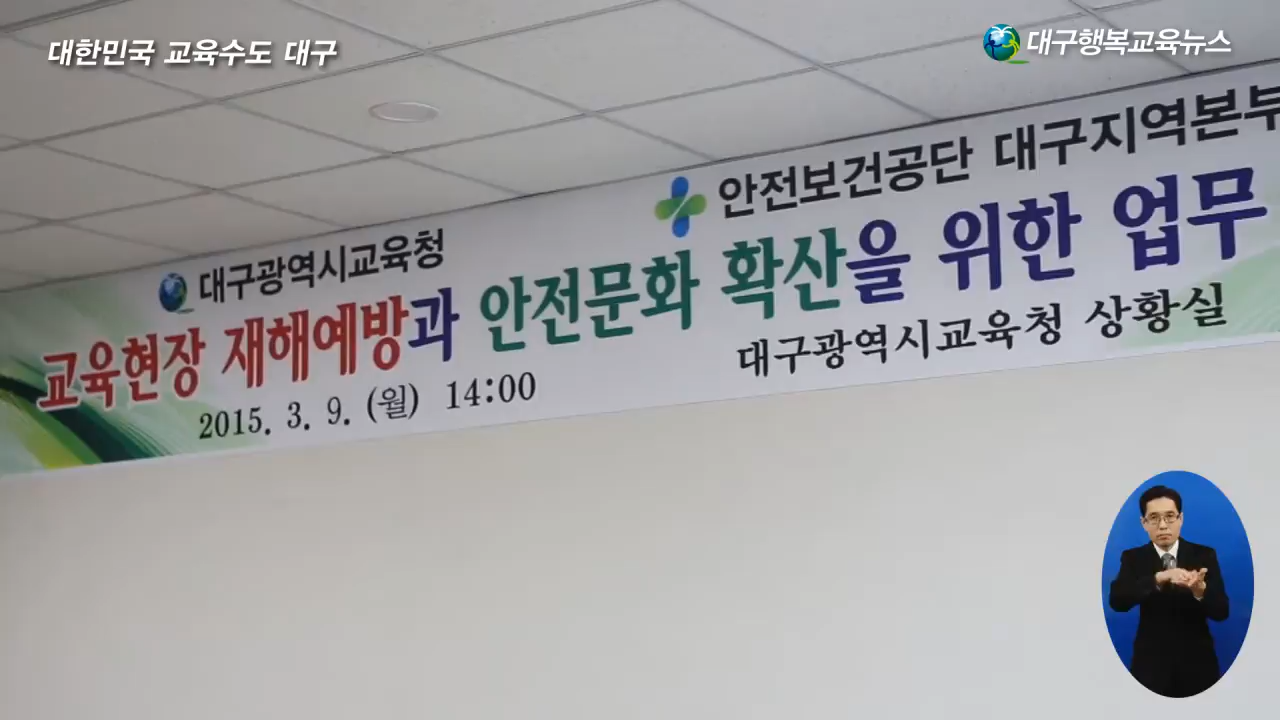 대한민국 교육수도 대구
대구행복교육뉴스
대구광역시교육청
안전보건공단 대구지역본부
교육현장 재해예방과 안전문화 확산을 위한 업무
2015. 3. 9. (월) 14:00
대구광역시교육청 상황실